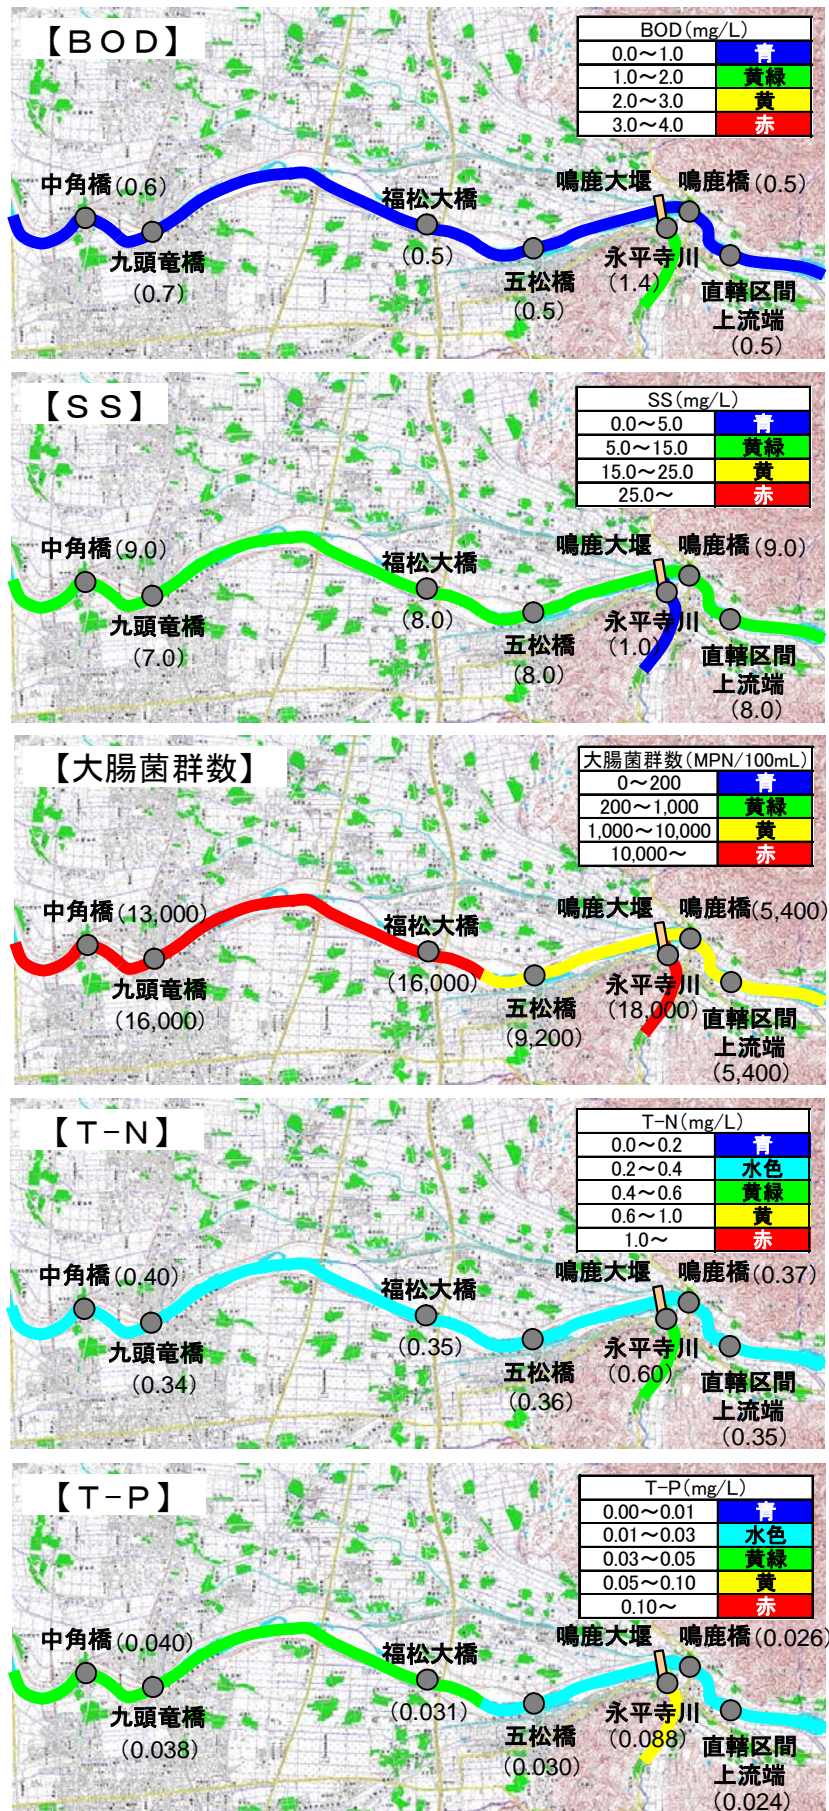 【BOD】
BOD(mg/L)
0.0～1.0 青
1.0～2.0 黄緑
2.0～3.0 黄
3.0～4.0 赤
中角橋(0.6)
九頭竜橋
(0.7)
福松大橋
(0.5)
五松橋
(0.5)
鳴鹿大堰
鳴鹿橋(0.5)
永平寺川
(1.4)
直轄区間
上流端
(0.5)
【SS】
SS(mg/L)
0.0～5.0 青
5.0～15.0 黄緑
15.0～25.0 黄
25.0～ 赤
中角橋(9.0)
九頭竜橋
(7.0)
福松大橋
(8.0)
五松橋
(8.0)
鳴鹿大堰
鳴鹿橋(9.0)
永平寺川
(1.0)
直轄区間
上流端
(8.0)
【大腸菌群数】
大腸菌群数(MPN/100mL)
0～200 青
200～1,000 黄緑
1,000～10,000 黄
10,000～ 赤
中角橋(13,000)
九頭竜橋
(16,000)
福松大橋
(16,000)
五松橋
(9,200)
鳴鹿大堰
鳴鹿橋(5,400)
永平寺川
(18,000)
直轄区間
上流端
(5,400)
【T-N】
T-N(mg/L)
0.0～0.2 青
0.2～0.4 水色
0.4～0.6 黄緑
0.6～1.0 黄
1.0～ 赤
中角橋(0.40)
九頭竜橋
(0.34)
福松大橋
(0.35)
五松橋
(0.36)
鳴鹿大堰
鳴鹿橋(0.37)
永平寺川
(0.60)
直轄区間
上流端
(0.35)
【T-P】
T-P(mg/L)
0.00～0.01 青
0.01～0.03 水色
0.03～0.05 黄緑
0.05～0.10 黄
0.10～ 赤
中角橋(0.040)
九頭竜橋
(0.038)
福松大橋
(0.031)
五松橋
(0.030)
鳴鹿大堰
鳴鹿橋(0.026)
永平寺川
(0.088)
直轄区間
上流端
(0.024)